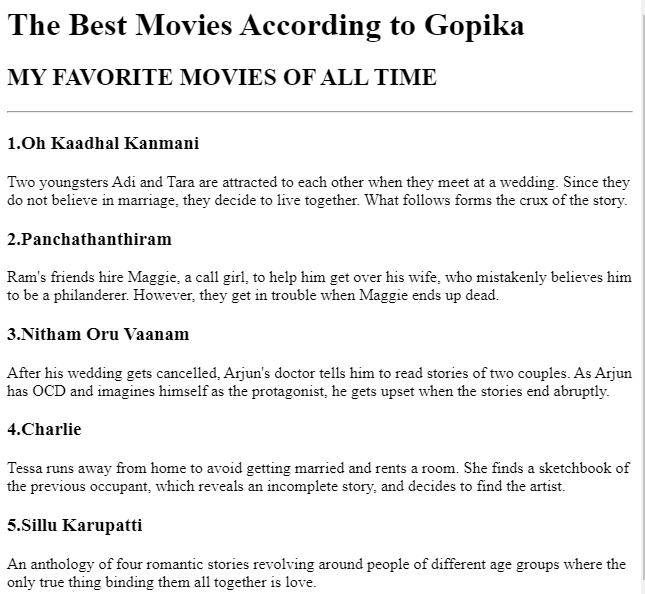 The Best Movies According to Gopika
MY FAVORITE MOVIES OF ALL TIME
1.Oh Kaadhal Kanmani
Two youngsters Adi and Tara are attracted to each other when they meet at a wedding. Since they
do not believe in marriage, they decide to live together. What follows forms the crux of the story.
2.Panchathanthiram
Ram's friends hire Maggie, a call girl, to help him get over his wife, who mistakenly believes him
to be a philanderer. However, they get in trouble when Maggie ends up dead.
3.Nitham Oru Vaanam
After his wedding gets cancelled, Arjun's doctor tells him to read stories of two couples. As Arjun
has OCD and imagines himself as the protagonist, he gets upset when the stories end abruptly.
4.Charlie
Tessa runs away from home to avoid getting married and rents a room. She finds a sketchbook of
the previous occupant, which reveals an incomplete story, and decides to find the artist.
5.Sillu Karupatti
An anthology of four romantic stories revolving around people of different age groups where the
only true thing binding them all together is love.